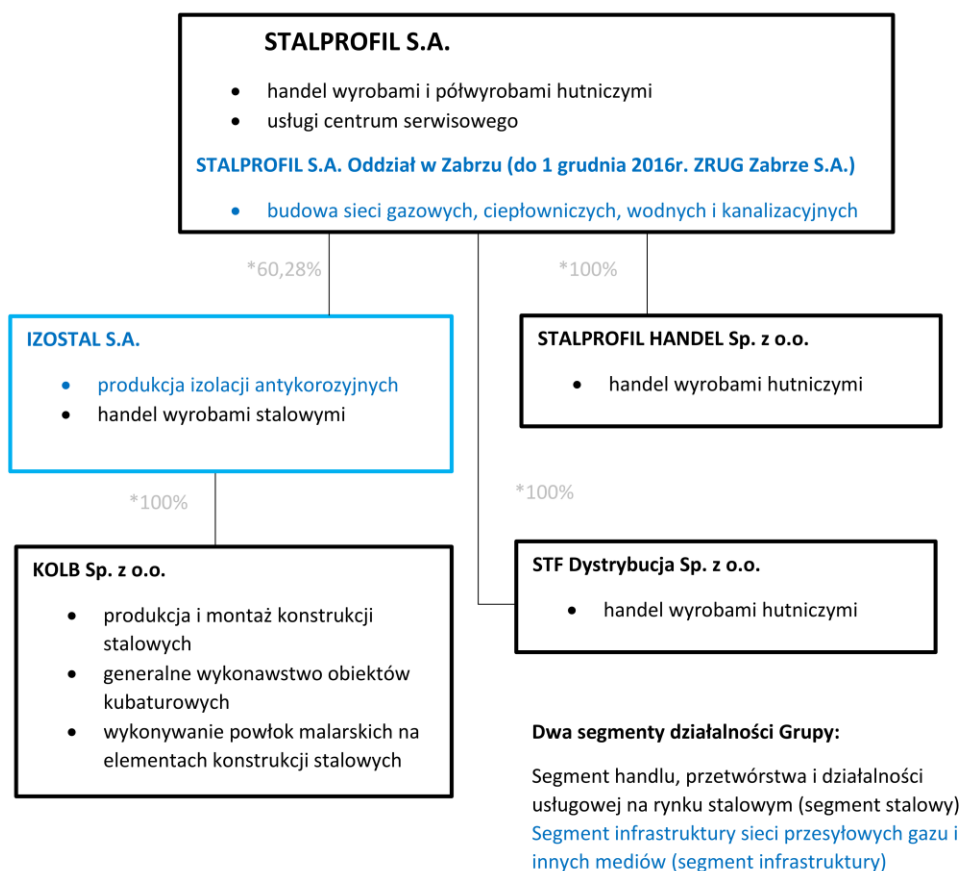 STALPROFIL S.A.
• handel wyrobami i półwyrobami hutniczymi
• usługi centrum serwisowego
STALPROFIL S.A. Oddział w Zabrzu (do 1 grudnia 2016r. ZRUG Zabrze S.A.)
• budowa sieci gazowych, ciepłowniczych, wodnych i kanalizacyjnych
*60,28%
*100%
IZOSTAL S.A.
• produkcja izolacji antykorozyjnych
• handel wyrobami stalowymi
STALPROFIL HANDEL Sp. z o.o.
• handel wyrobami hutniczymi
*100%
*100%
KOLB Sp. z o.o.
• produkcja i montaż konstrukcji
stalowych
• generalne wykonawstwo obiektów
kubaturowych
• wykonywanie powłok malarskich na
elementach konstrukcji stalowych
STF Dystrybucja Sp. z o.o.
• handel wyrobami hutniczymi
Dwa segmenty działalności Grupy:
Segment handlu, przetwórstwa i działalności
usługowej na rynku stalowym (segment stalowy)
Segment infrastruktury sieci przesyłowych gazu i
innych mediów (segment infrastruktury)